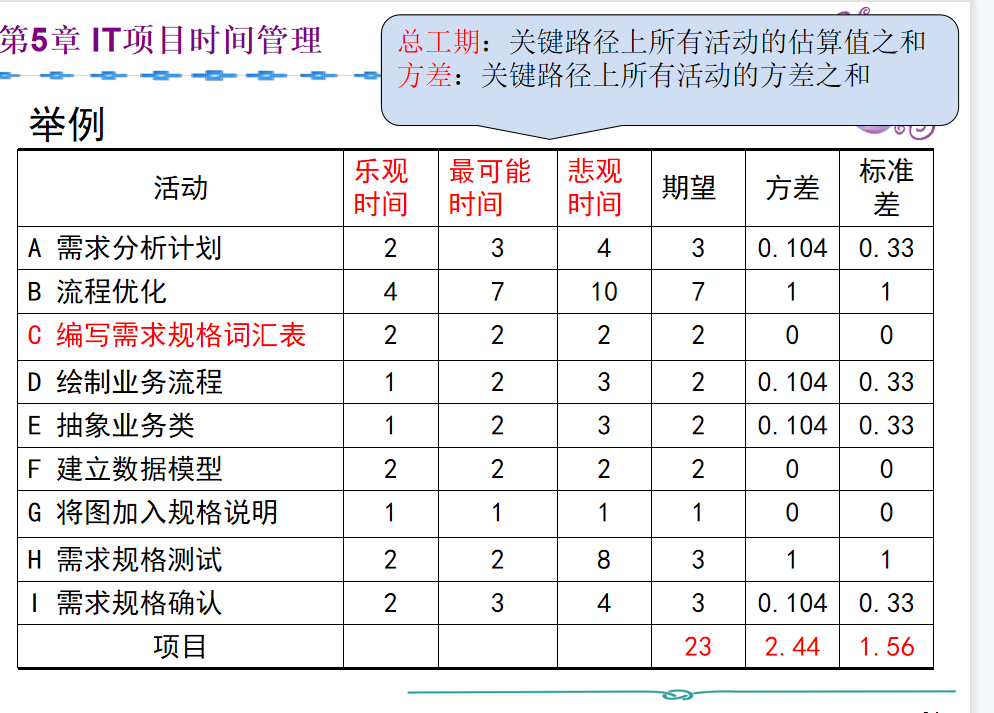 第5章 IT项目时间管理
总工期：关键路径上所有活动的估算值之和
方差：关键路径上所有活动的方差之和
举例
活动 乐观时间 最可能时间 悲观时间 期望 方差 标准差
A 需求分析计划 2 3 4 3 0.104 0.33
B 流程优化 4 7 10 7 1 1
C 编写需求规格词汇表 2 2 2 2 0 0
D 绘制业务流程 1 2 3 2 0.104 0.33
E 抽象业务类 1 2 3 2 0.104 0.33
F 建立数据模型 2 2 2 2 0 0
G 将图加入规格说明 1 1 1 1 0 0
H 需求规格测试 2 2 8 3 1 1
I 需求规格确认 2 3 4 3 0.104 0.33
项目 23 2.44 1.56